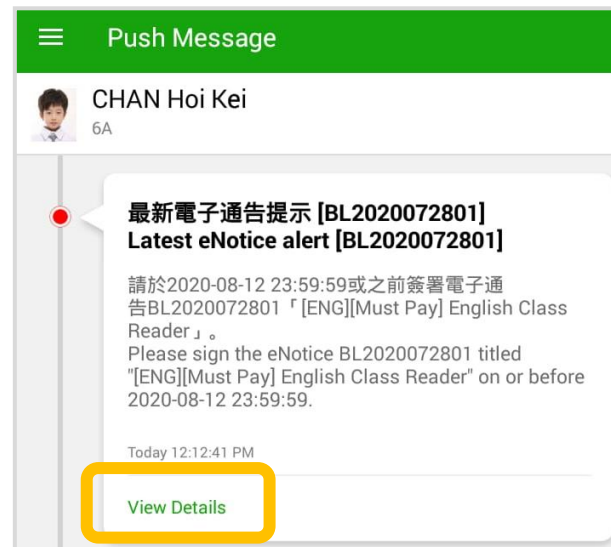 Push Message
CHAN Hoi Kei
6A
最新電子通告提示 [BL2020072801]
Latest eNotice alert [BL2020072801]
請於2020-08-12 23:59:59或之前簽署電子通
告BL2020072801「[ENG][Must Pay] English Class
Reader」。
Please sign the eNotice BL2020072801 titled
"[ENG][Must Pay] English Class Reader" on or before
2020-08-12 23:59:59.
Today 12:12:41 PM
View Details